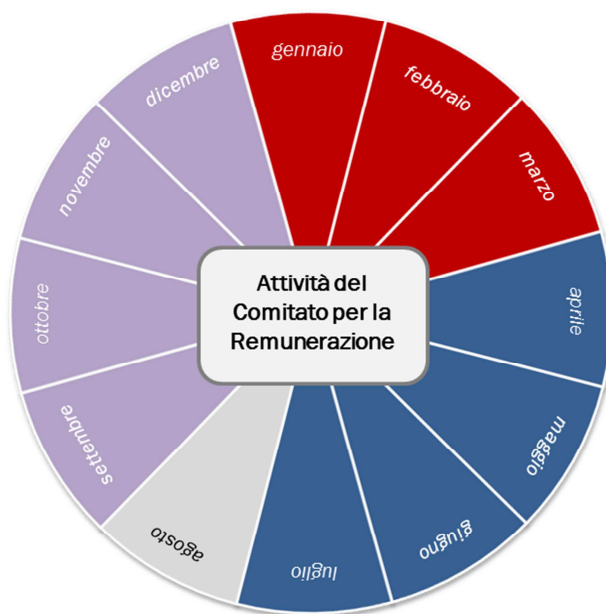 gennaio
febbraio
marzo
aprile
maggio
giugno
luglio
agosto
settembre
ottobre
novembre
dicembre
Attività del
Comitato per la
Remunerazione